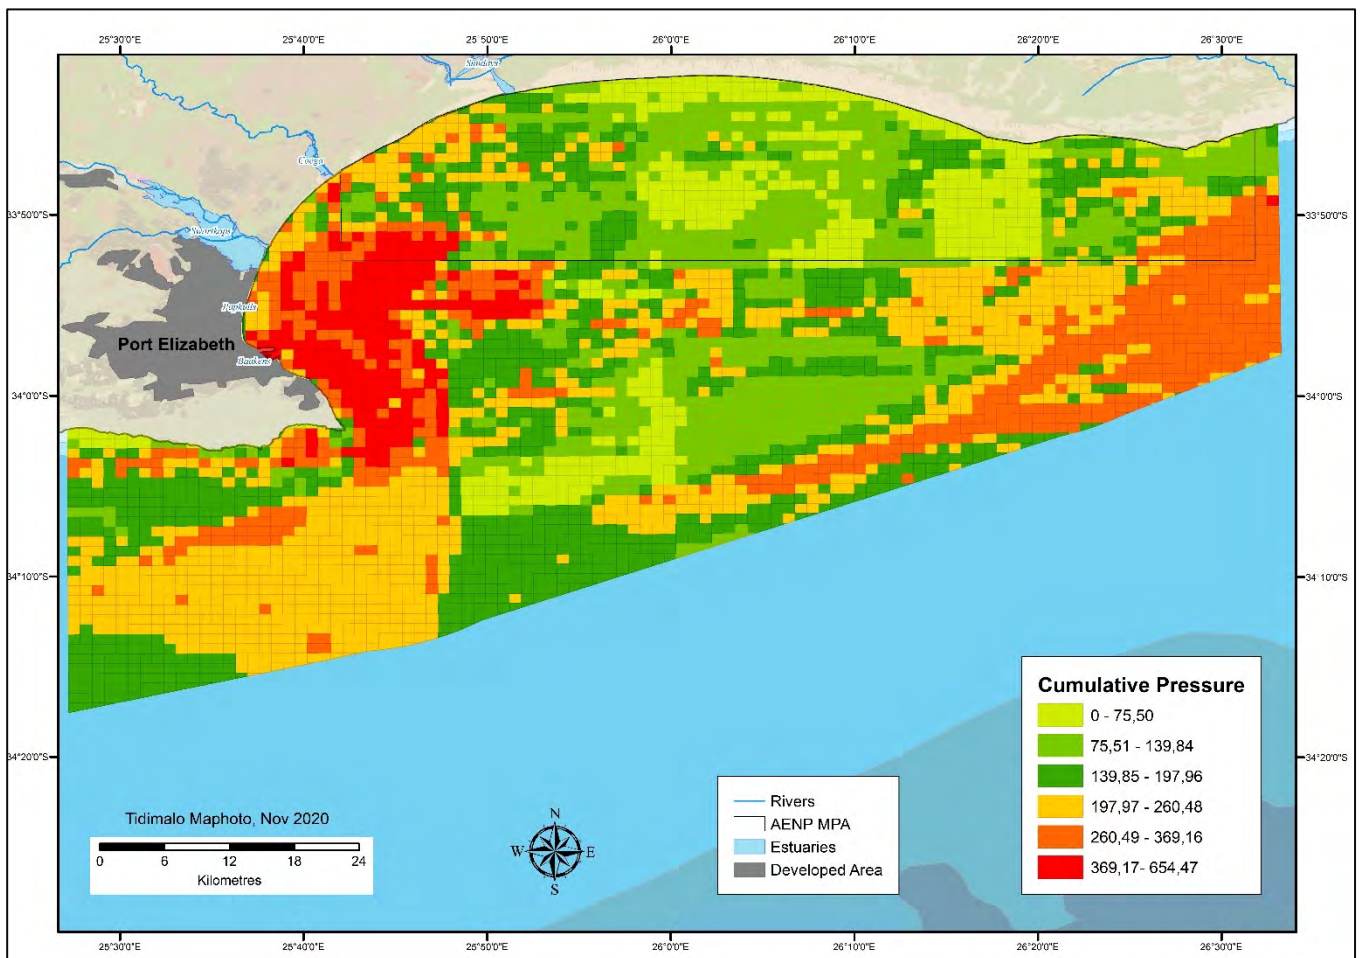 25°30'0"E 25°40'0"E 25°50'0"E 26°0'0"E 26°10'0"E 26°20'0"E 26°30'0"E
Sundays
Coega
33°50'0"S 33°50'0"S
Swartkops
Papkuils
Port Elizabeth
Baakens
34°0'0"S 34°0'0"S
34°10'0"S 34°10'0"S
Cumulative Pressure
0 - 75,50
75,51 - 139,84
34°20'0"S 34°20'0"S
139,85 - 197,96
197,97 - 260,48
260,49 - 369,16
369,17- 654,47
Rivers
AENP MPA
Estuaries
Developed Area
Tidimalo Maphoto, Nov 2020
0 6 12 18 24
Kilometres
N
W E
S
25°30'0"E 25°40'0"E 25°50'0"E 26°0'0"E 26°10'0"E 26°20'0"E 26°30'0"E